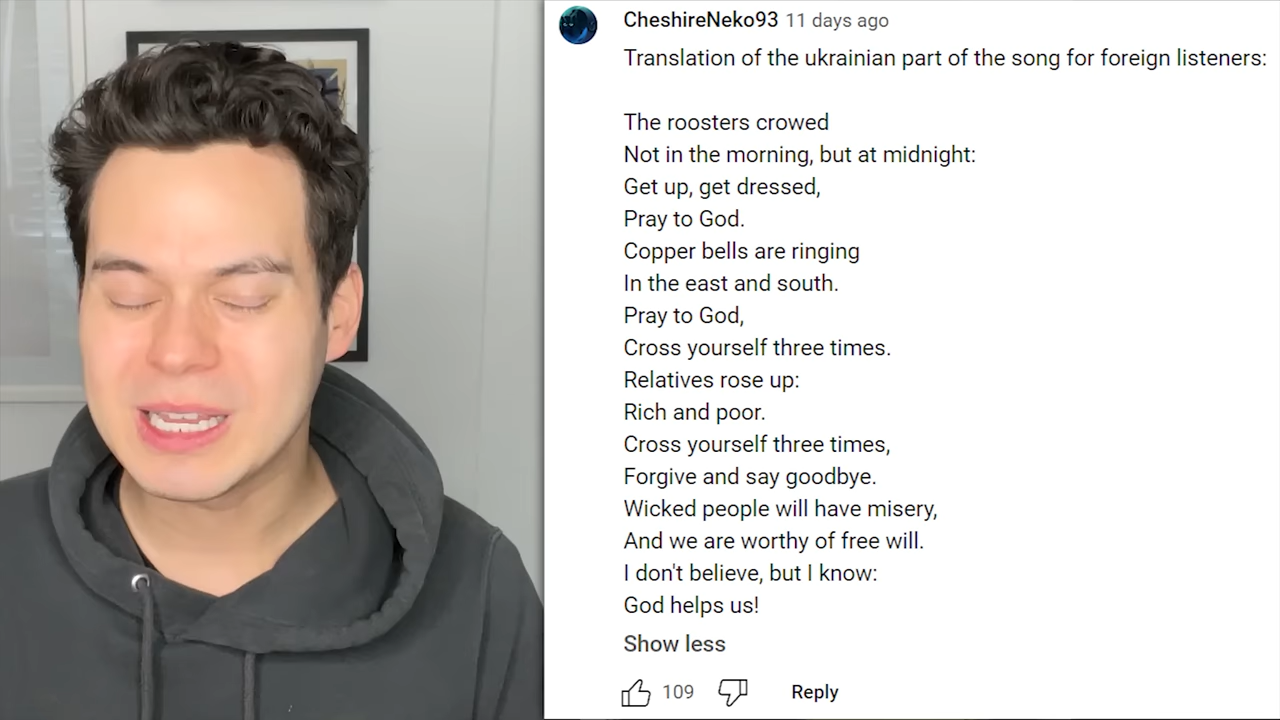 CheshireNeko93 11 days ago
Translation of the ukrainian part of the song for foreign listeners:
The roosters crowed
Not in the morning, but at midnight:
Get up, get dressed,
Pray to God.
Copper bells are ringing
In the east and south.
Pray to God,
Cross yourself three times.
Relatives rose up:
Rich and poor.
Cross yourself three times,
Forgive and say goodbye.
Wicked people will have misery,
And we are worthy of free will.
I don't believe, but I know:
God helps us!
Show less
109 Reply